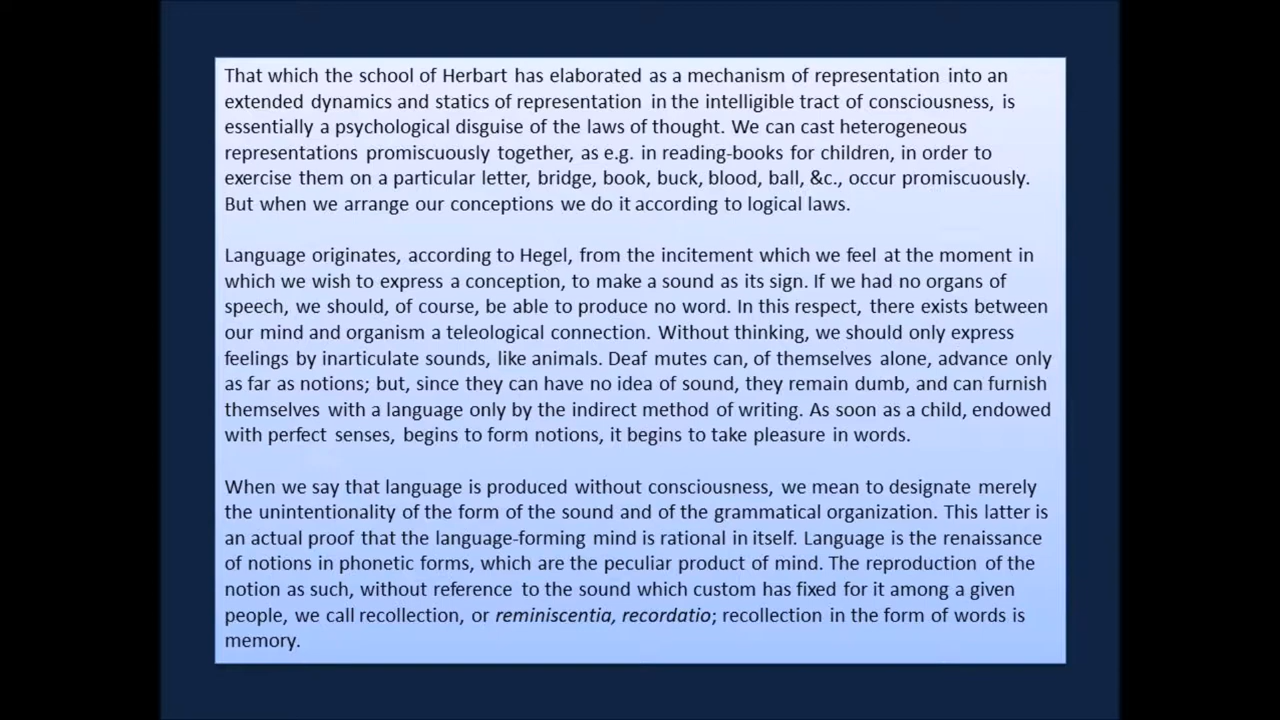 That which the school of Herbart has elaborated as a mechanism of representation into an
extended dynamics and statics of representation in the intelligible tract of consciousness, is
essentially a psychological disguise of the laws of thought. We can cast heterogeneous
representations promiscuously together, as e.g. in reading-books for children, in order to
exercise them on a particular letter, bridge, book, buck, blood, ball, &c., occur promiscuously.
But when we arrange our conceptions we do it according to logical laws.
Language originates, according to Hegel, from the incitement which we feel at the moment in
which we wish to express a conception, to make a sound as its sign. If we had no organs of
speech, we should, of course, be able to produce no word. In this respect, there exists between
our mind and organism a teleological connection. Without thinking, we should only express
feelings by inarticulate sounds, like animals. Deaf mutes can, of themselves alone, advance only
as far as notions; but, since they can have no idea of sound, they remain dumb, and can furnish
themselves with a language only by the indirect method of writing. As soon as a child, endowed
with perfect senses, begins to form notions, it begins to take pleasure in words.
When we say that language is produced without consciousness, we mean to designate merely
the unintentionality of the form of the sound and of the grammatical organization. This latter is
an actual proof that the language-forming mind is rational in itself. Language is the renaissance
of notions in phonetic forms, which are the peculiar product of mind. The reproduction of the
notion as such, without reference to the sound which custom has fixed for it among a given
people, we call recollection, or reminiscentia, recordatio; recollection in the form of words is
memory.